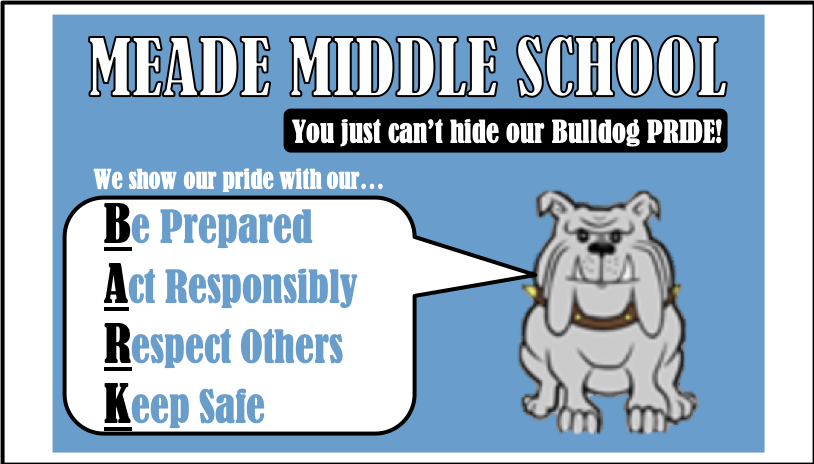 MEADE MIDDLE SCHOOL
You just can't hide our Bulldog PRIDE!
We show our pride with our...
Be Prepared
Act Responsibly
Respect Others
Keep Safe